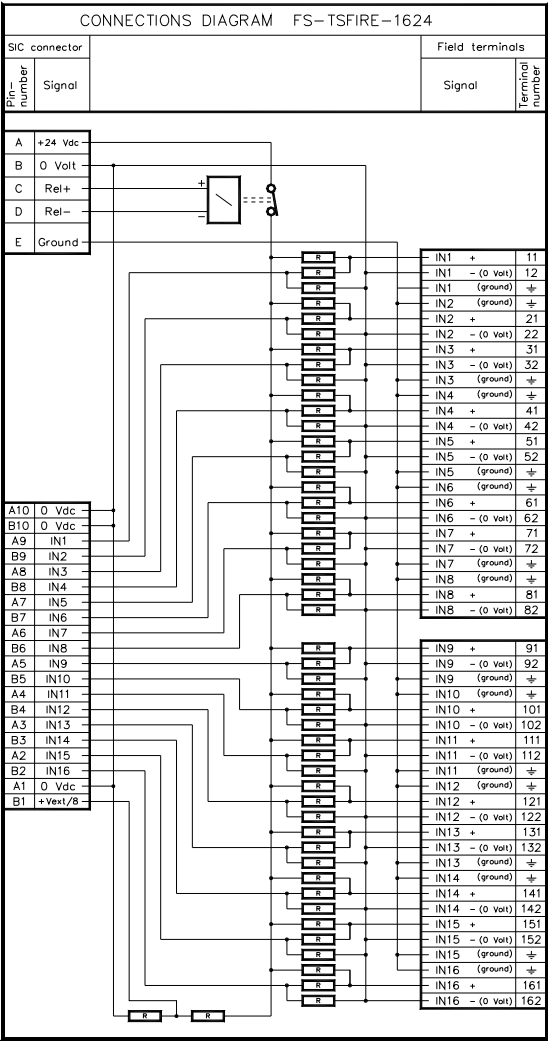 CONNECTIONS DIAGRAM FS-TSFIRE-1624
SIC connector
Field terminals
Pin-number
Signal
Signal
Terminal number
A +24 Vdc
B 0 Volt
C Rel+
D Rel-
E Ground
+
-
R IN1 + 11
R IN1 - (0 Volt) 12
R IN1 (ground)
R IN2 (ground)
R IN2 + 21
R IN2 - (0 Volt) 22
R IN3 + 31
R IN3 - (0 Volt) 32
R IN3 (ground)
R IN4 (ground)
R IN4 + 41
R IN4 - (0 Volt) 42
R IN5 + 51
R IN5 - (0 Volt) 52
R IN5 (ground)
R IN6 (ground)
A10 0 Vdc R IN6 + 61
B10 0 Vdc R IN6 - (0 Volt) 62
A9 IN1 R IN7 + 71
B9 IN2 R IN7 - (0 Volt) 72
A8 IN3 R IN7 (ground)
B8 IN4 R IN8 (ground)
A7 IN5 R IN8 + 81
B7 IN6 R IN8 - (0 Volt) 82
A6 IN7
B6 IN8 R IN9 + 91
A5 IN9 R IN9 - (0 Volt) 92
B5 IN10 R IN9 (ground)
A4 IN11 R IN10 (ground)
B4 IN12 R IN10 + 101
A3 IN13 R IN10 - (0 Volt) 102
B3 IN14 R IN11 + 111
A2 IN15 R IN11 - (0 Volt) 112
B2 IN16 R IN11 (ground)
A1 0 Vdc R IN12 (ground)
B1 +Vext/8 R IN12 + 121
R IN12 - (0 Volt) 122
R IN13 + 131
R IN13 - (0 Volt) 132
R IN13 (ground)
R IN14 (ground)
R IN14 + 141
R IN14 - (0 Volt) 142
R IN15 + 151
R IN15 - (0 Volt) 152
R IN15 (ground)
R IN16 (ground)
R IN16 + 161
R IN16 - (0 Volt) 162
R R